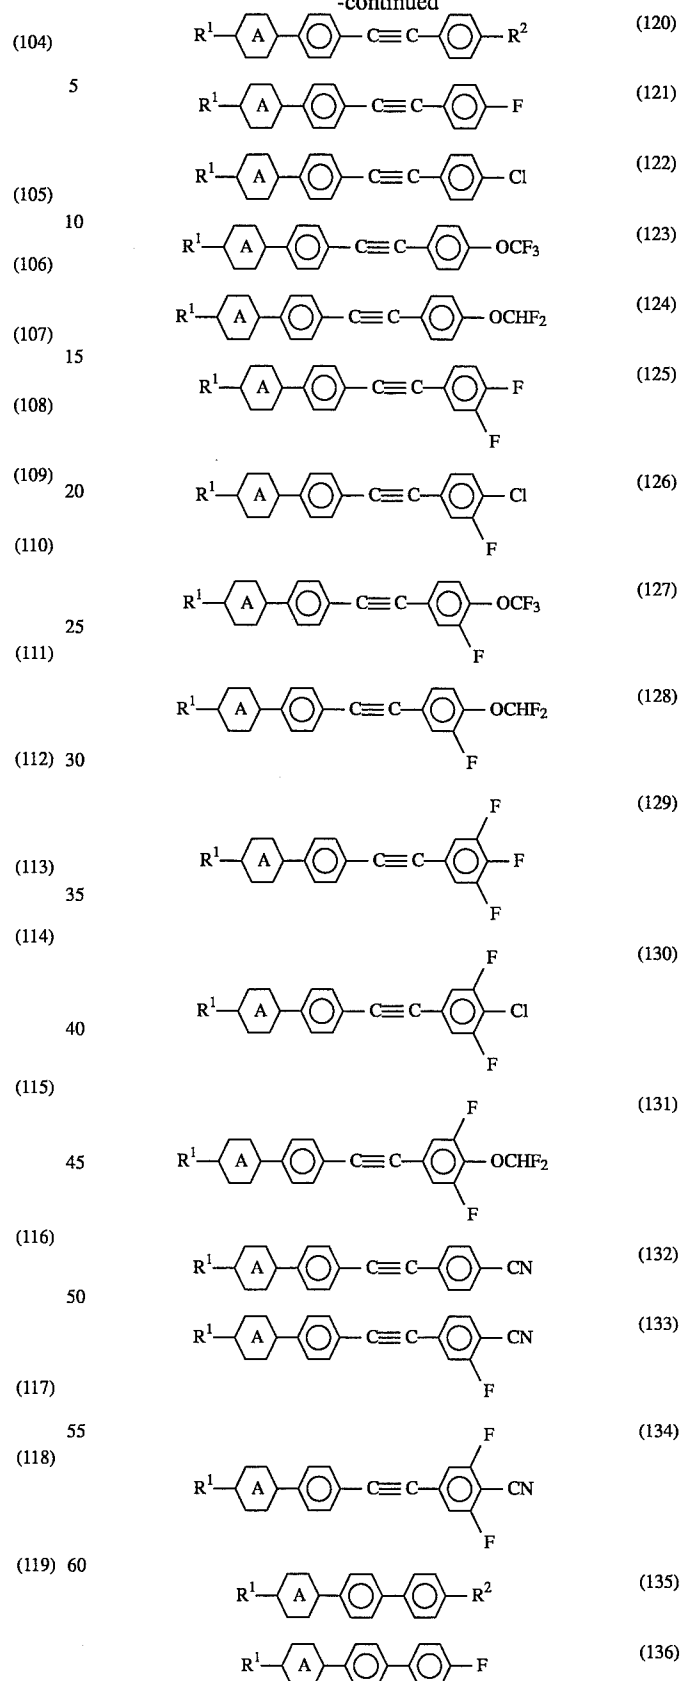 -continued
(104)
R¹ A C≡C R² (120)
5
R¹ A C≡C F (121)
R¹ A C≡C Cl (122)
(105)
10
R¹ A C≡C OCF₃ (123)
(106)
R¹ A C≡C OCHF₂ (124)
(107)
15
R¹ A C≡C F (125)
(108)
F
(109)
20
R¹ A C≡C Cl (126)
(110)
F
R¹ A C≡C OCF₃ (127)
25
(111)
F
R¹ A C≡C OCHF₂ (128)
(112) 30
F
F (129)
R¹ A C≡C F
(113)
35
F
(114)
F (130)
R¹ A C≡C Cl
40
F
(115)
F (131)
R¹ A C≡C OCHF₂
45
F
(116)
R¹ A C≡C CN (132)
50
R¹ A C≡C CN (133)
(117)
F
55
F (134)
(118)
R¹ A C≡C CN
F
(119) 60
R¹ A R² (135)
R¹ A F (136)